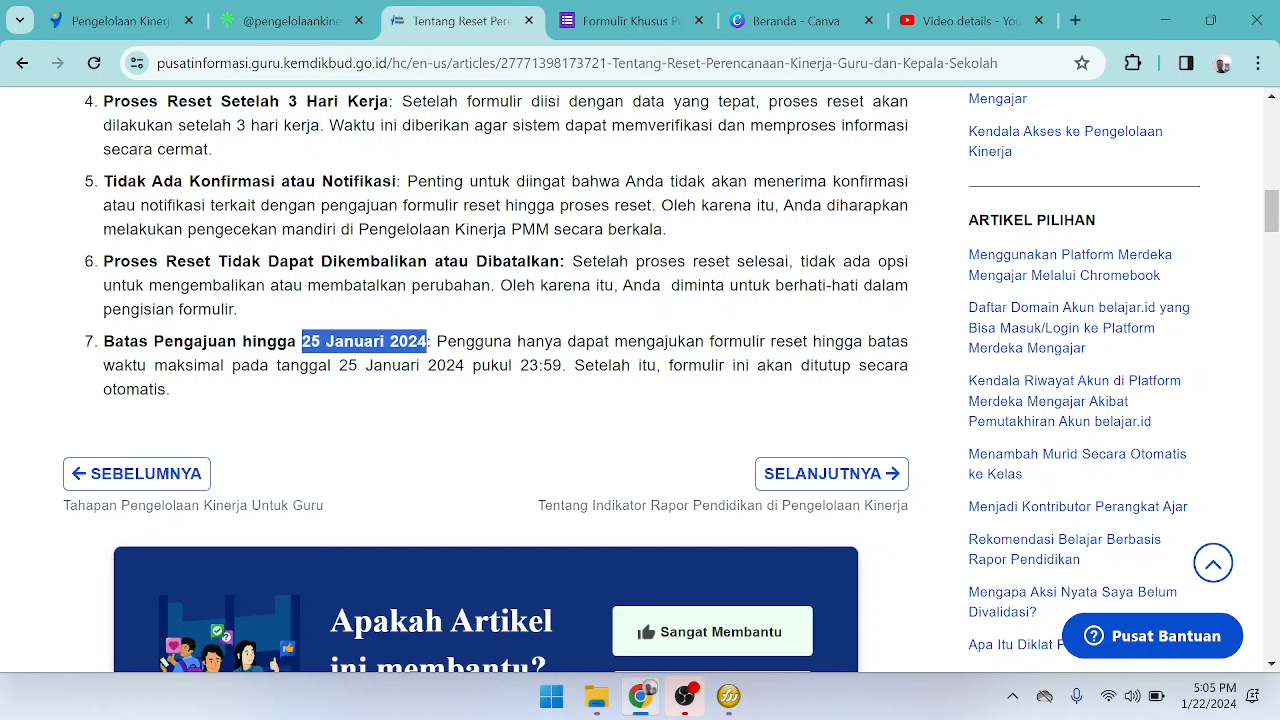 Pengelolaan Kinerj
@pengelolaankine
Tentang Reset Pere
Formulir Khusus Pe
Beranda - Canva
Video details - You
pusatinformasi.guru.kemdikbud.go.id/hc/en-us/articles/27771398173721-Tentang-Reset-Perencanaan-Kinerja-Guru-dan-Kepala-Sekolah
4. Proses Reset Setelah 3 Hari Kerja: Setelah formulir diisi dengan data yang tepat, proses reset akan
dilakukan setelah 3 hari kerja. Waktu ini diberikan agar sistem dapat memverifikasi dan memproses informasi
secara cermat.
5. Tidak Ada Konfirmasi atau Notifikasi: Penting untuk diingat bahwa Anda tidak akan menerima konfirmasi
atau notifikasi terkait dengan pengajuan formulir reset hingga proses reset. Oleh karena itu, Anda diharapkan
melakukan pengecekan mandiri di Pengelolaan Kinerja PMM secara berkala.
6. Proses Reset Tidak Dapat Dikembalikan atau Dibatalkan: Setelah proses reset selesai, tidak ada opsi
untuk mengembalikan atau membatalkan perubahan. Oleh karena itu, Anda diminta untuk berhati-hati dalam
pengisian formulir.
7. Batas Pengajuan hingga 25 Januari 2024: Pengguna hanya dapat mengajukan formulir reset hingga batas
waktu maksimal pada tanggal 25 Januari 2024 pukul 23:59. Setelah itu, formulir ini akan ditutup secara
otomatis.
← SEBELUMNYA
Tahapan Pengelolaan Kinerja Untuk Guru
SELANJUTNYA →
Tentang Indikator Rapor Pendidikan di Pengelolaan Kinerja
Apakah Artikel
ini membantu?
Sangat Membantu
Mengajar
Kendala Akses ke Pengelolaan
Kinerja
ARTIKEL PILIHAN
Menggunakan Platform Merdeka
Mengajar Melalui Chromebook
Daftar Domain Akun belajar.id yang
Bisa Masuk/Login ke Platform
Merdeka Mengajar
Kendala Riwayat Akun di Platform
Merdeka Mengajar Akibat
Pemutakhiran Akun belajar.id
Menambah Murid Secara Otomatis
ke Kelas
Menjadi Kontributor Perangkat Ajar
Rekomendasi Belajar Berbasis
Rapor Pendidikan
Mengapa Aksi Nyata Saya Belum
Divalidasi?
Apa Itu Diklat
Pusat Bantuan
5:05 PM
1/22/2024